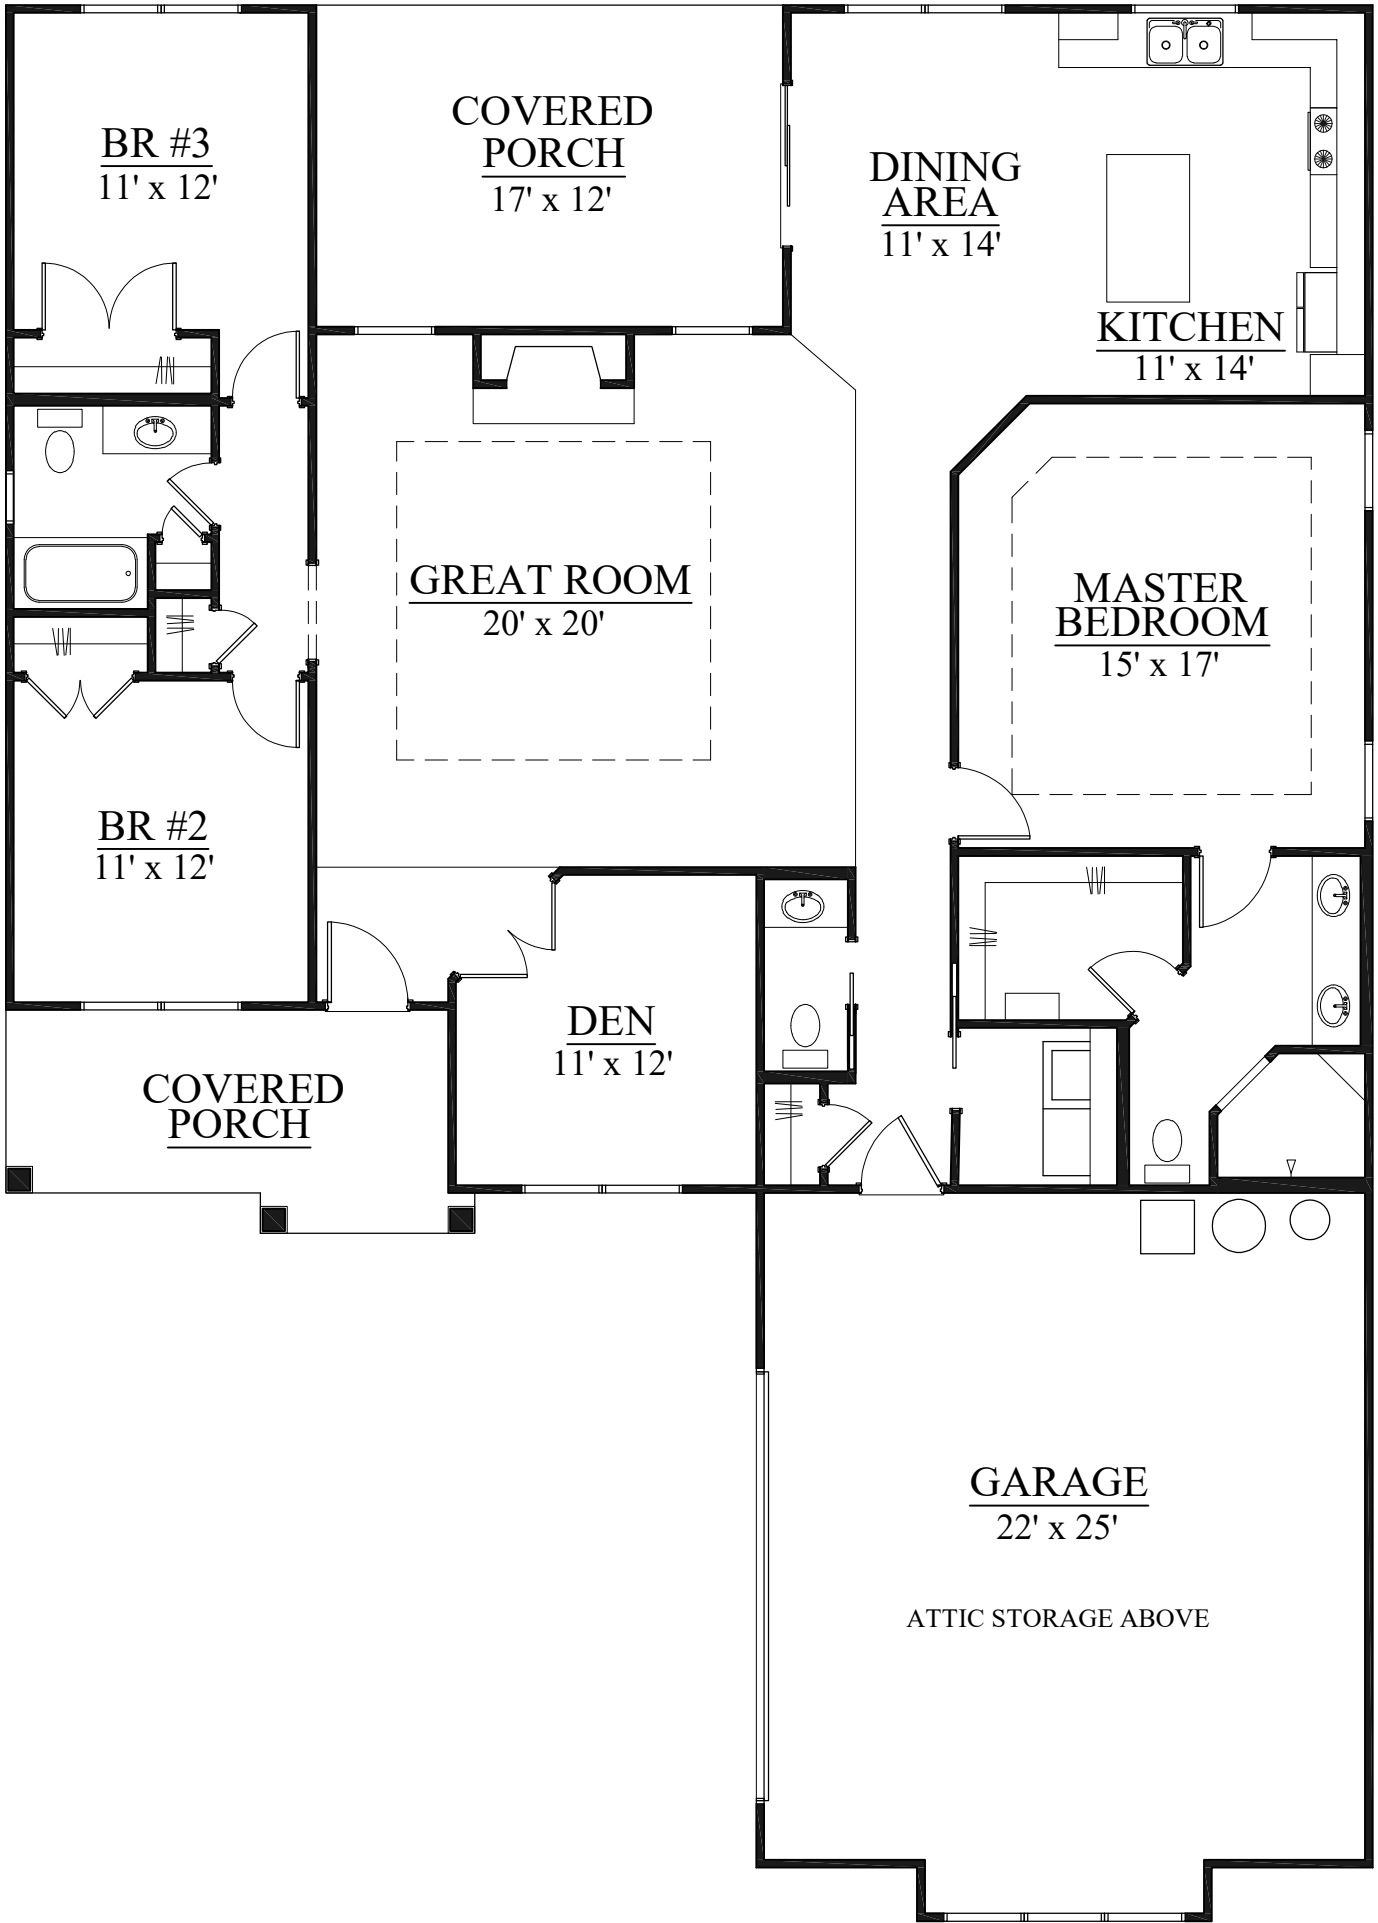 BR #3
11' x 12'
COVERED
PORCH
17' x 12'
DINING
AREA
11' x 14'
KITCHEN
11' x 14'
GREAT ROOM
20' x 20'
MASTER
BEDROOM
15' x 17'
BR #2
11' x 12'
DEN
11' x 12'
COVERED
PORCH
GARAGE
22' x 25'
ATTIC STORAGE ABOVE